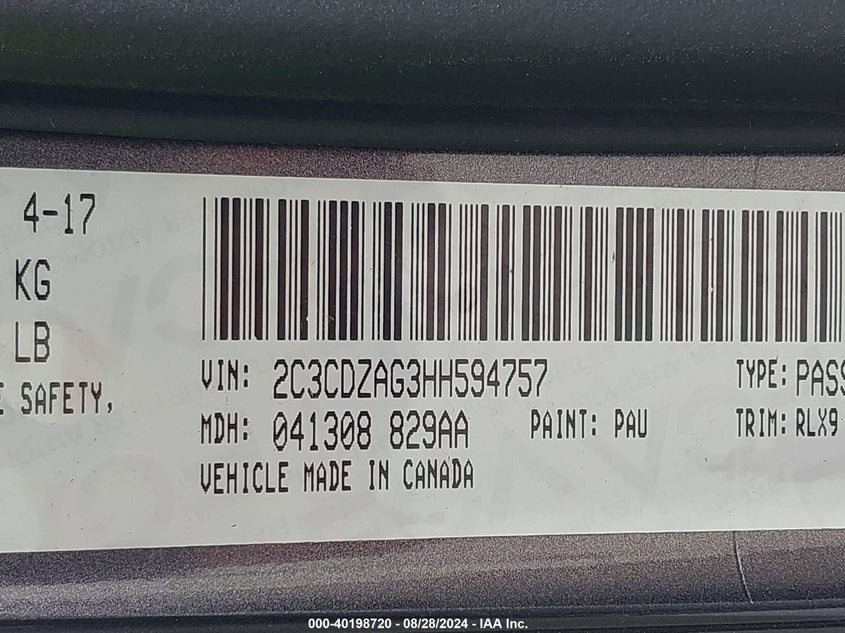 4-17
KG
LB
E SAFETY,
VIN: 2C3CDZAG3HH594757 TYPE: PASS
MDH: 041308 829AA PAINT: PAU TRIM: RLX9
VEHICLE MADE IN CANADA
000-40198720 - 08/28/2024 - IAA Inc.